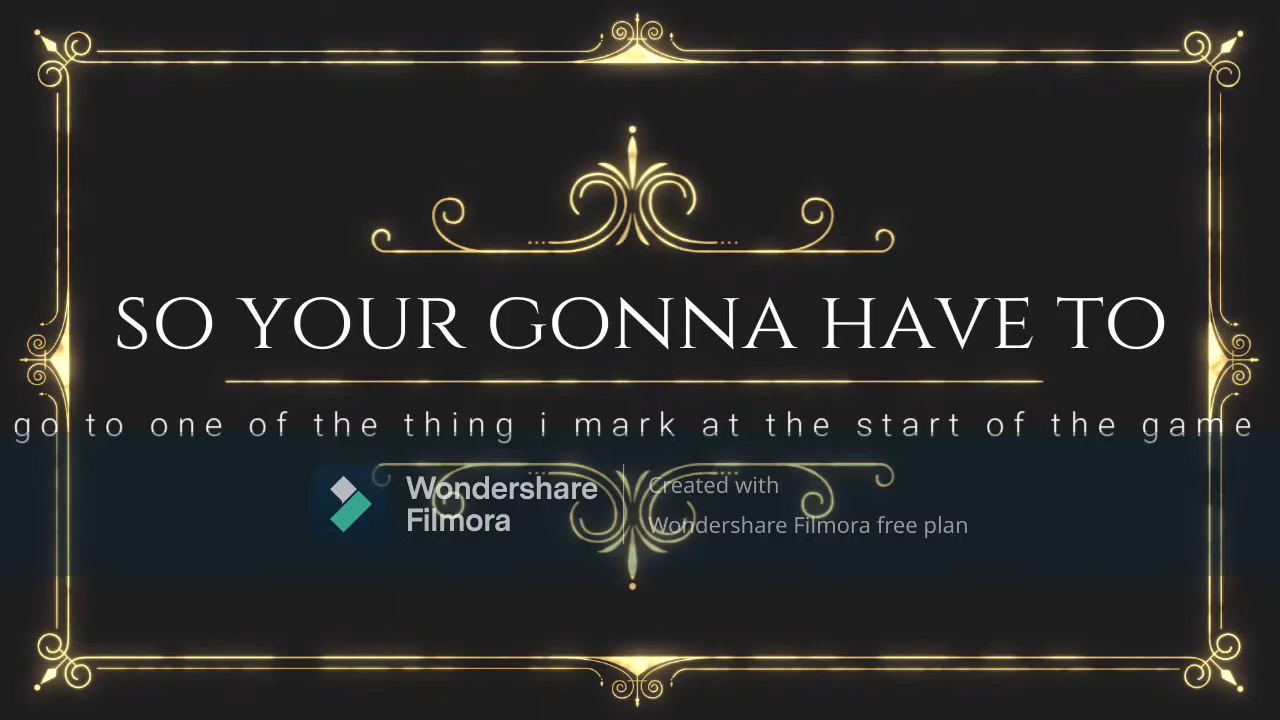 SO YOUR GONNA HAVE TO
go to one of the thing i mark at the start of the game
Wondershare
Filmora
Created with
Wondershare Filmora free plan